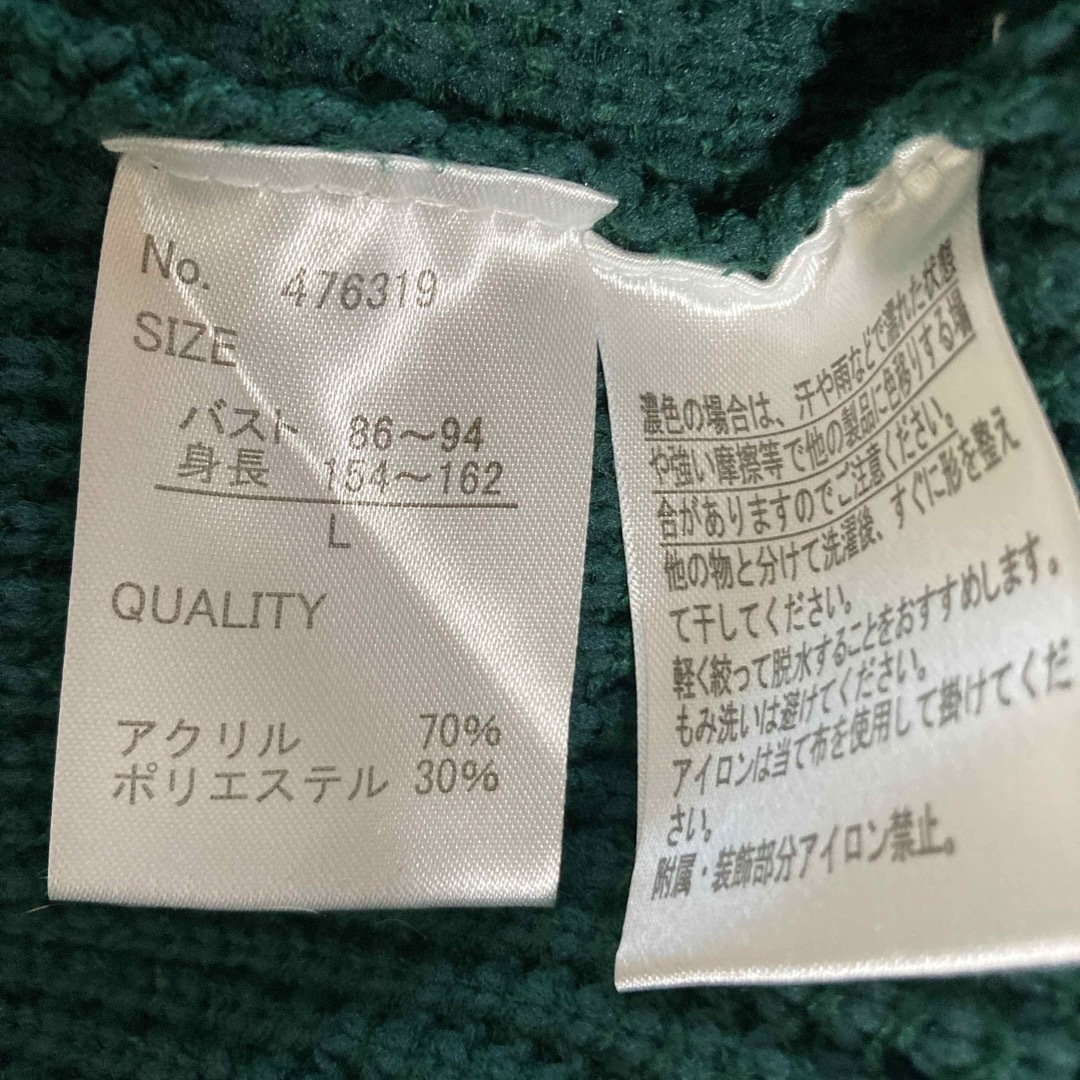 No. 476319
SIZE
バスト 86～94
身長 154～162
L
QUALITY
アクリル 70%
ポリエステル 30%
濃色の場合は、汗や雨などで濡れた状態
や強い摩擦等で他の製品に色移りする場
合がありますのでご注意ください。
他の物と分けて洗濯後、すぐに形を整え
て干してください。
軽く絞って脱水することをおすすめします。
もみ洗いは避けてください。
アイロンは当て布を使用して掛けてくだ
さい。
附属・装飾部分アイロン禁止。